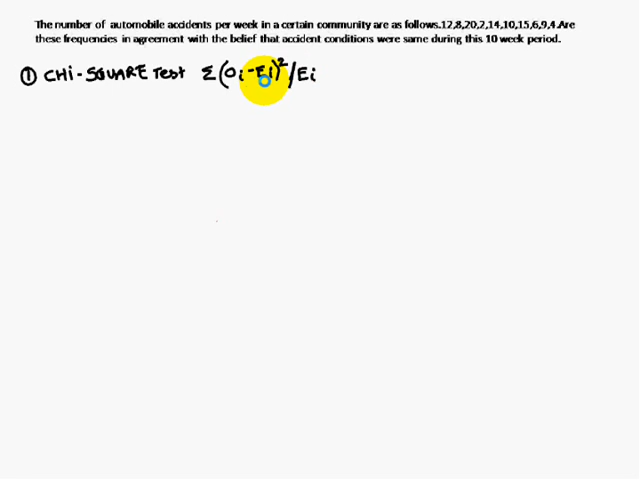 The number of automobile accidents per week in a certain community are as follows.12,8,20,2,14,10,15,6,9,4.Are
these frequencies in agreement with the belief that accident conditions were same during this 10 week period.
① CHi-SQUARE Test Σ(Oi-Ei)²/Ei